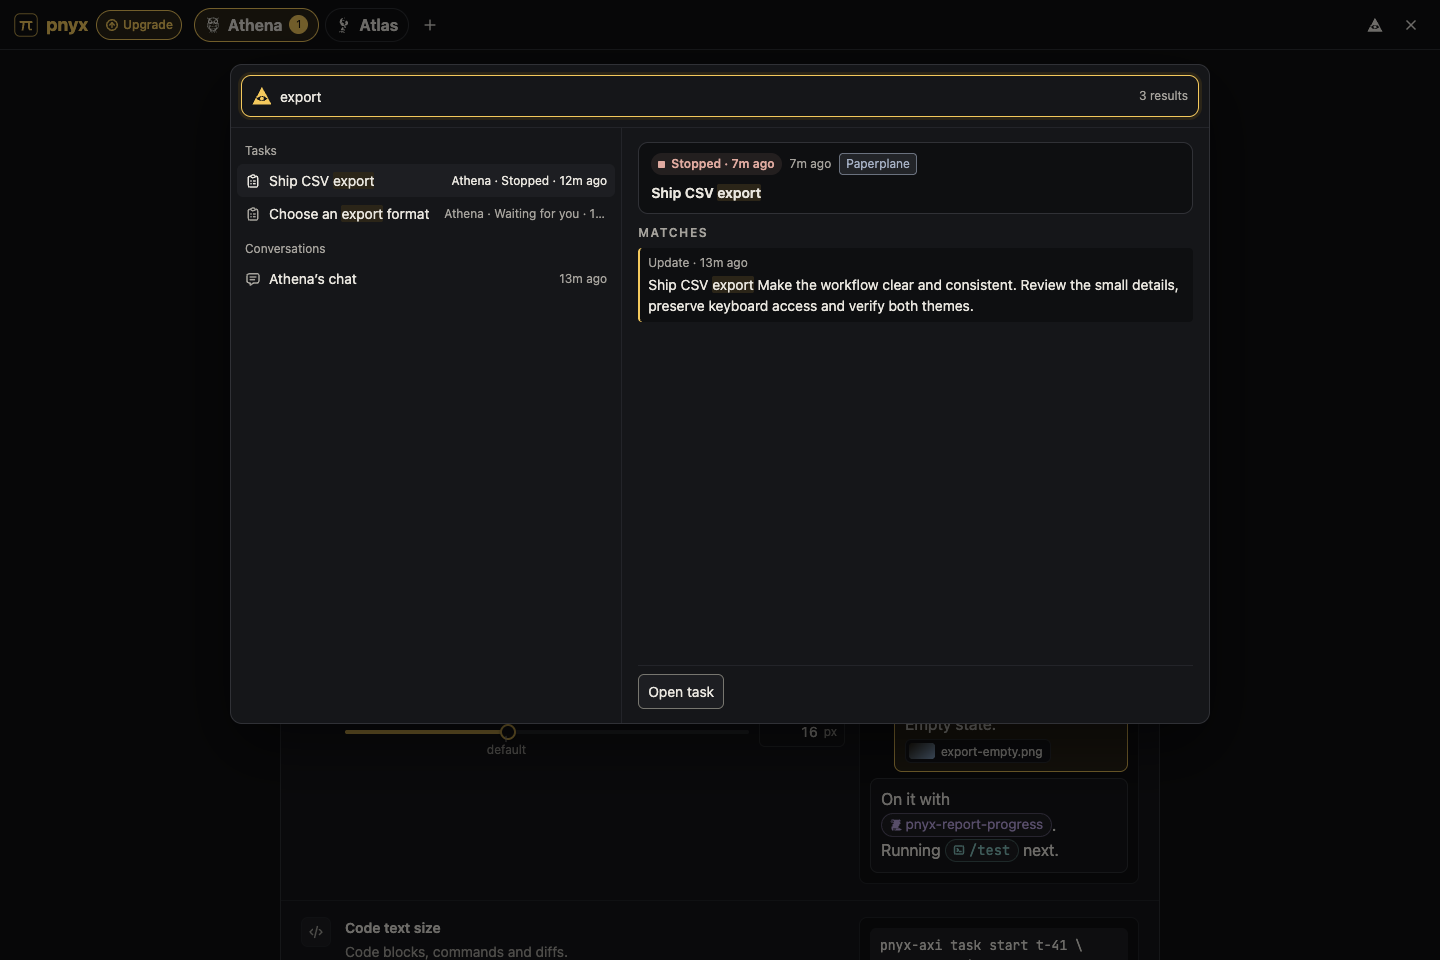 π pnyx Upgrade Athena 1 Atlas +
export 3 results
Tasks
Ship CSV export Athena · Stopped · 12m ago
Choose an export format Athena · Waiting for you · 1...
Conversations
Athena's chat 13m ago
Stopped · 7m ago 7m ago Paperplane
Ship CSV export
MATCHES
Update · 13m ago
Ship CSV export Make the workflow clear and consistent. Review the small details,
preserve keyboard access and verify both themes.
Open task
16 px
default
Empty state.
export-empty.png
On it with
pnyx-report-progress.
Running /test next.
Code text size
Code blocks, commands and diffs.
pnyx-axi task start t-41 \